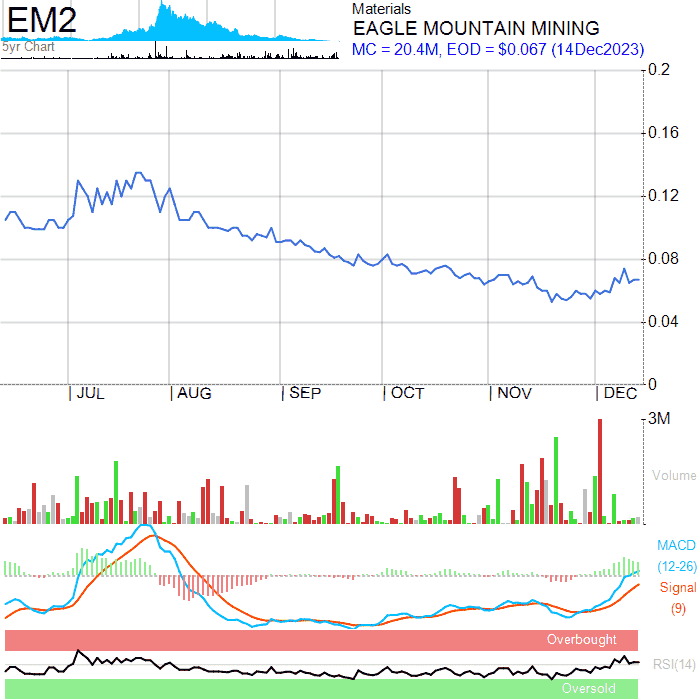 EM2
5yr Chart
Materials
EAGLE MOUNTAIN MINING
MC = 20.4M, EOD = $0.067 (14Dec2023)
0.2
0.16
0.12
0.08
0.04
0
JUL
AUG
SEP
OCT
NOV
DEC
3M
Volume
MACD
(12-26)
Signal
(9)
Overbought
RSI(14)
Oversold